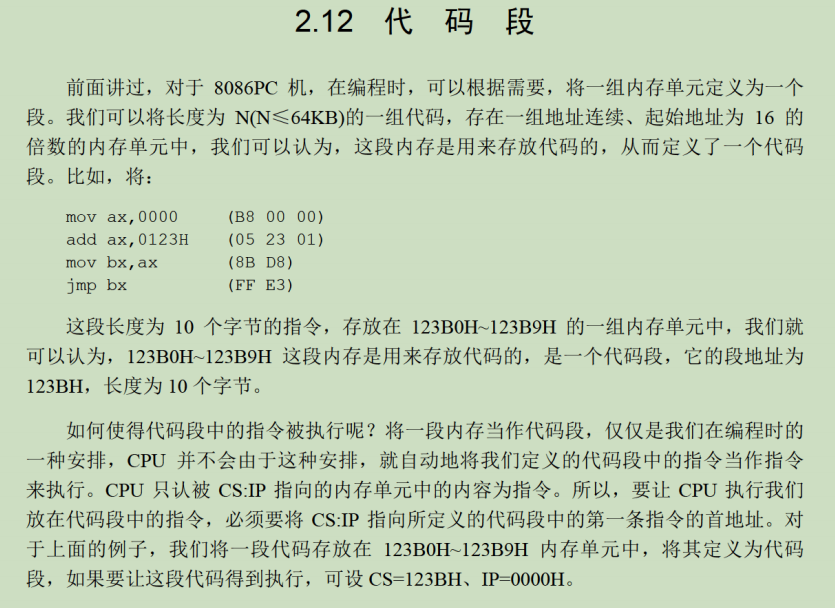 2.12 代 码 段
前面讲过，对于 8086PC 机，在编程时，可以根据需要，将一组内存单元定义为一个
段。我们可以将长度为 N(N≤64KB)的一组代码，存在一组地址连续、起始地址为 16 的
倍数的内存单元中，我们可以认为，这段内存是用来存放代码的，从而定义了一个代码
段。比如，将：
mov ax,0000 (B8 00 00)
add ax,0123H (05 23 01)
mov bx,ax (8B D8)
jmp bx (FF E3)
这段长度为 10 个字节的指令，存放在 123B0H~123B9H 的一组内存单元中，我们就
可以认为，123B0H~123B9H 这段内存是用来存放代码的，是一个代码段，它的段地址为
123BH，长度为 10 个字节。
如何使得代码段中的指令被执行呢？将一段内存当作代码段，仅仅是我们在编程时的
一种安排，CPU 并不会由于这种安排，就自动地将我们定义的代码段中的指令当作指令
来执行。CPU 只认被 CS:IP 指向的内存单元中的内容为指令。所以，要让 CPU 执行我们
放在代码段中的指令，必须要将 CS:IP 指向所定义的代码段中的第一条指令的首地址。对
于上面的例子，我们将一段代码存放在 123B0H~123B9H 内存单元中，将其定义为代码
段，如果要让这段代码得到执行，可设 CS=123BH、IP=0000H。